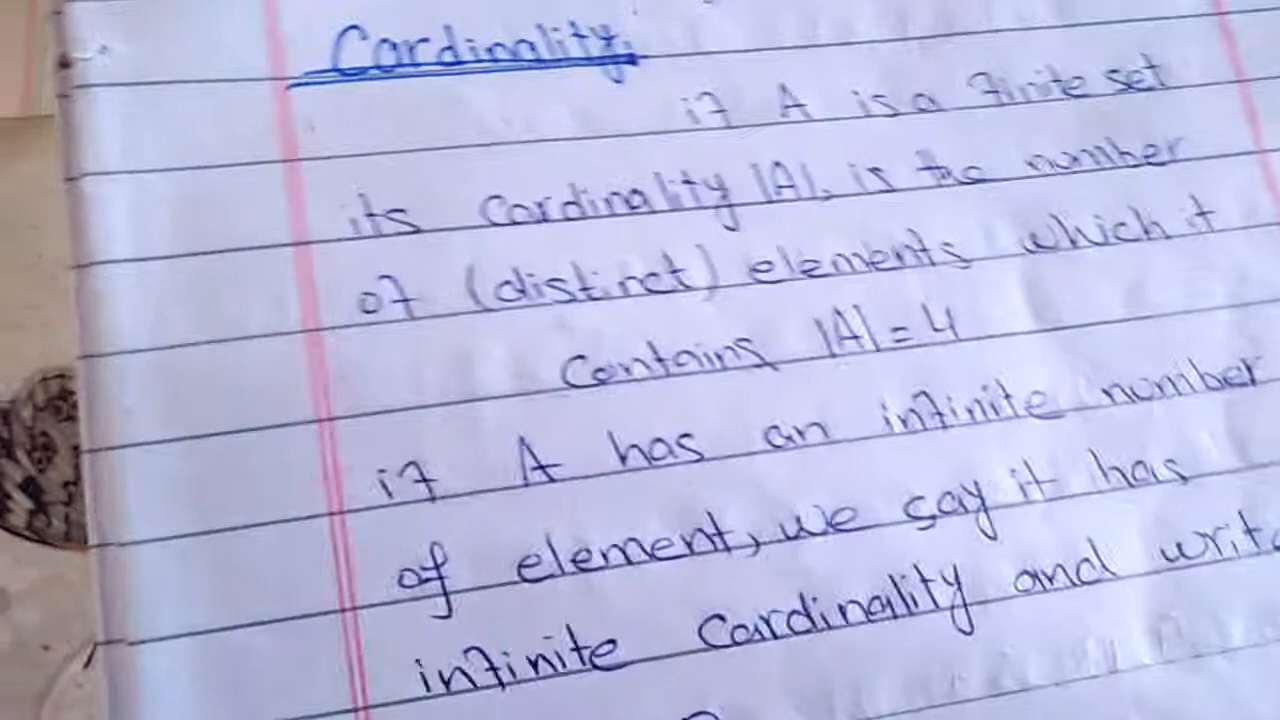 Cardinality.
if A is a finite set
its Cardinality |A|, is the number
of (distinct) elements which it
Contains |A| = 4
if A has an infinite number
of element, we say it has
infinite Cardinality and write